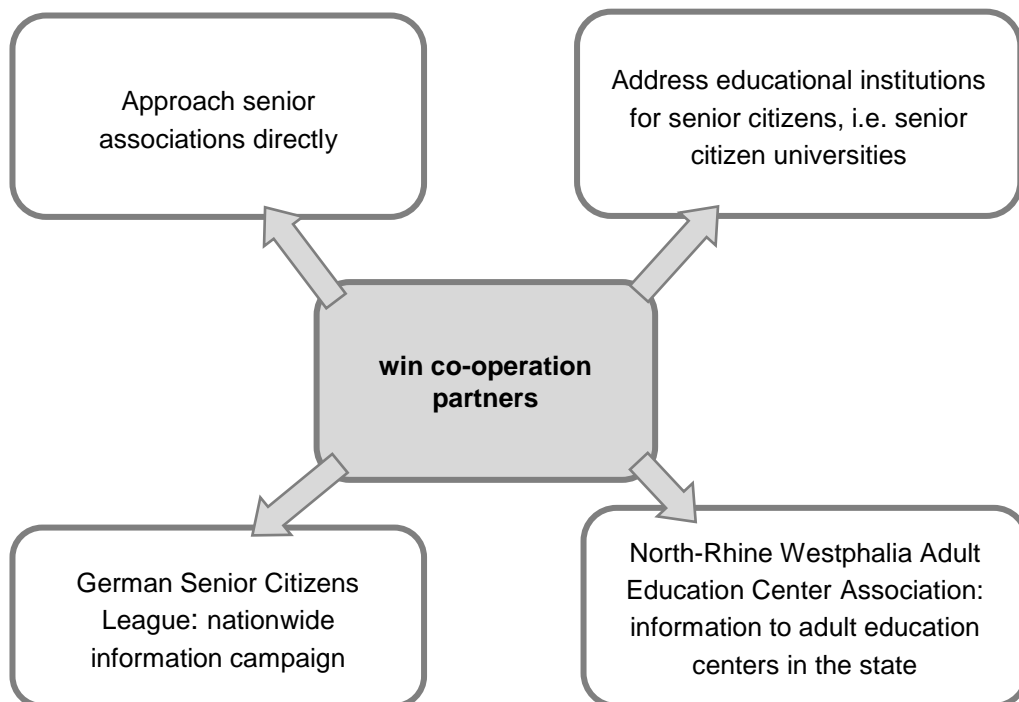 Approach senior
associations directly
Address educational institutions
for senior citizens, i.e. senior
citizen universities
win co-operation
partners
German Senior Citizens
League: nationwide
information campaign
North-Rhine Westphalia Adult
Education Center Association:
information to adult education
centers in the state